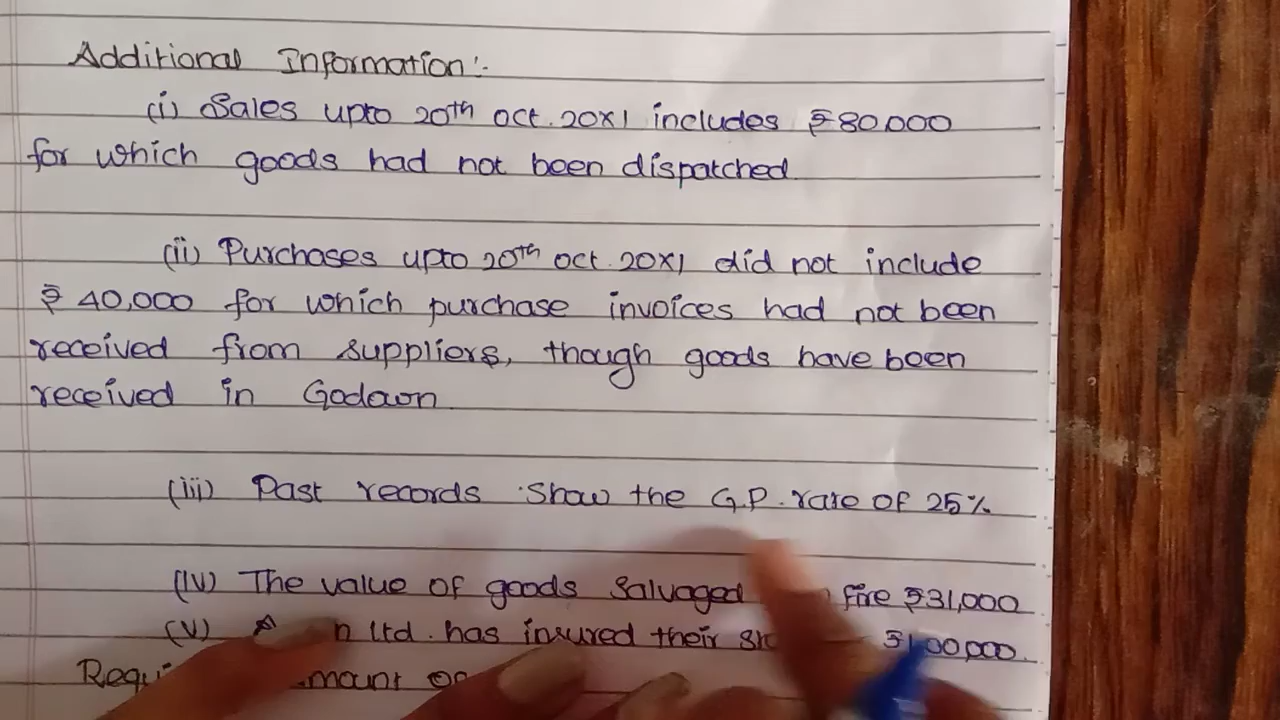 Additional Information:-
(i) Sales upto 20th Oct. 20X1 includes ₹80,000
for which goods had not been dispatched
(ii) Purchases upto 20th Oct. 20X1 did not include
₹ 40,000 for which purchase invoices had not been
received from suppliers, though goods have been
received in Godown
(iii) Past records show the G.P. rate of 25%
(IV) The value of goods Salvaged fire ₹31,000
(V) Ltd. has insured their ₹1,00,000.